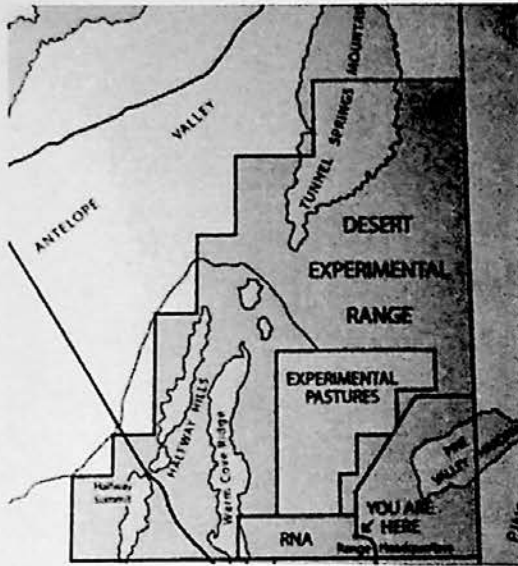 TUNNEL SPRINGS MOUNTAIN
VALLEY
ANTELOPE
DESERT
EXPERIMENTAL
RANGE
EXPERIMENTAL
PASTURES
HALFWAY HILLS
Warm Cove Ridge
Halfway
Summit
PINE
VALLEY
YOU ARE
HERE
RNA
Range Headquarters